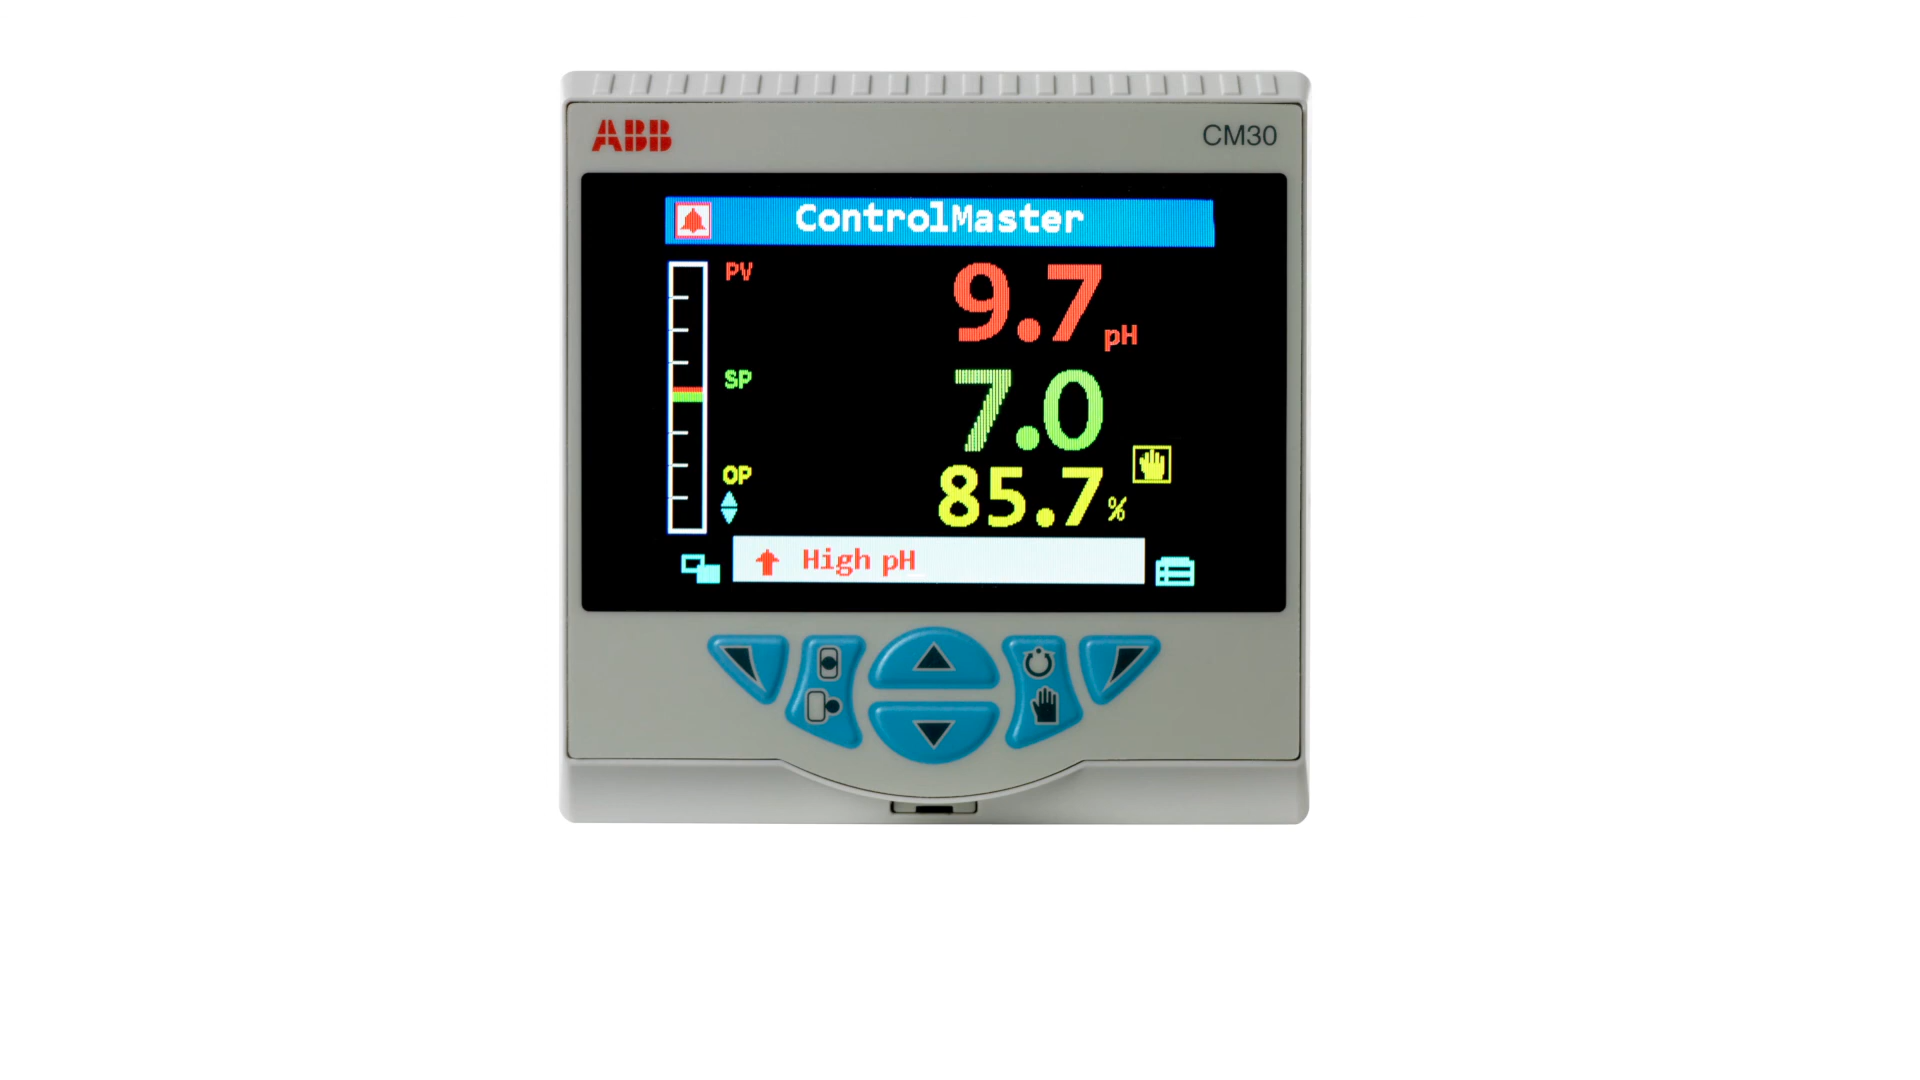 ABB CM30
ControlMaster
PV 9.7 pH
SP 7.0
OP 85.7 %
High pH